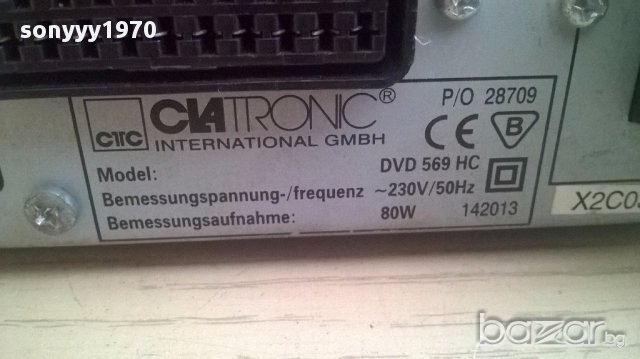 sonyyy1970
CTC CLATRONIC®
INTERNATIONAL GMBH
P/O 28709
CE B
Model: DVD 569 HC
Bemessungspannung-/frequenz ~230V/50Hz
Bemessungsaufnahme: 80W 142013
X2C03
bazar.bg